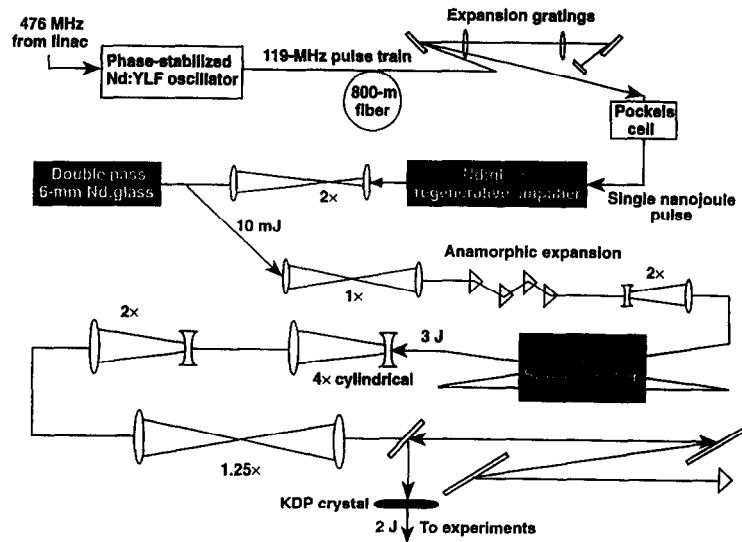 476 MHz
from linac
Phase-stabilized
Nd:YLF oscillator
119-MHz pulse train
800-m
fiber
Expansion gratings
Pockels
cell
Single nanojoule
pulse
regenerative amplifier
2×
Double pass
6-mm Nd:glass
10 mJ
1×
Anamorphic expansion
2×
3 J
4× cylindrical
2×
1.25×
KDP crystal
2 J
To experiments